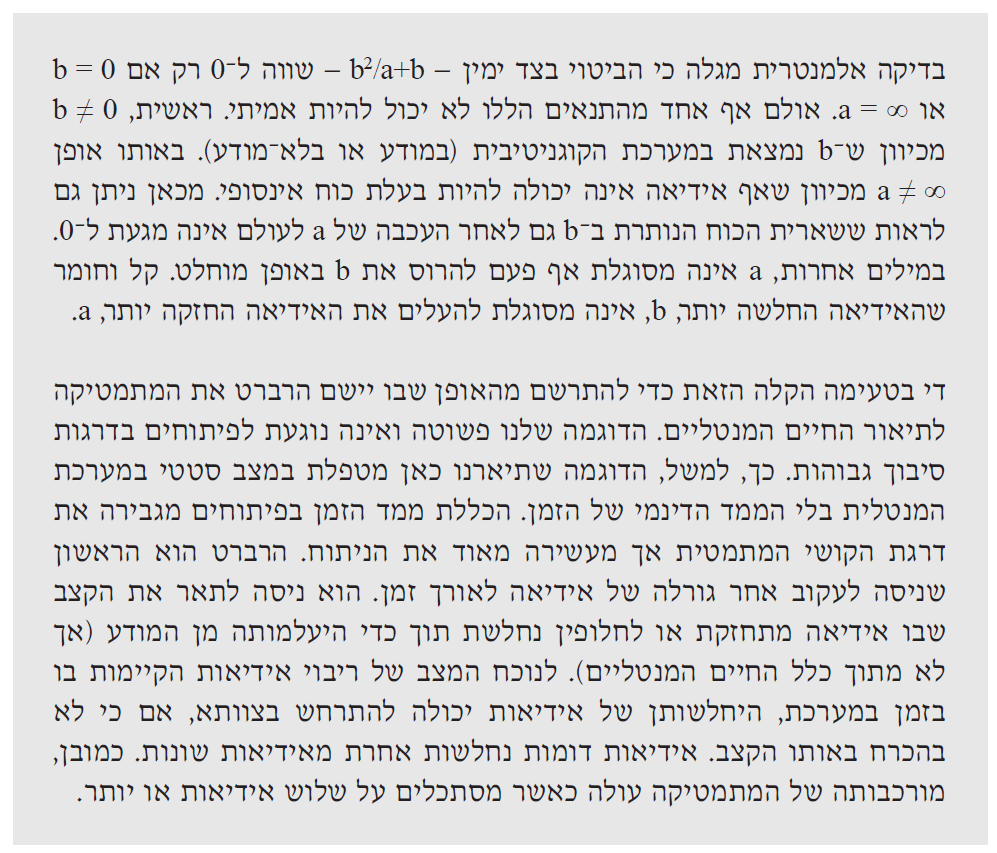 בדיקה אלמנטרית מגלה כי הביטוי בצד ימין – b²/a+b – שווה ל־0 רק אם b = 0
או a = ∞. אולם אף אחד מהתנאים הללו לא יכול להיות אמיתי. ראשית, b ≠ 0
מכיוון ש־b נמצאת במערכת הקוגניטיבית (במודע או בלא־מודע). באותו אופן
a ≠ ∞ מכיוון שאף אידיאה אינה יכולה להיות בעלת כוח אינסופי. מכאן ניתן גם
לראות ששארית הכוח הנותרת ב־b גם לאחר העכבה של a לעולם אינה מגעת ל־0.
במילים אחרות, a אינה מסוגלת אף פעם להרוס את b באופן מוחלט. קל וחומר
שהאידיאה החלשה יותר, b, אינה מסוגלת להעלים את האידיאה החזקה יותר, a.
די בטעימה הקלה הזאת כדי להתרשם מהאופן שבו יישם הרברט את המתמטיקה
לתיאור החיים המנטליים. הדוגמה שלנו פשוטה ואינה נוגעת לפיתוחים בדרגות
סיבוך גבוהות. כך, למשל, הדוגמה שתיארנו כאן מטפלת במצב סטטי במערכת
המנטלית בלי הממד הדינמי של הזמן. הכללת ממד הזמן בפיתוחים מגבירה את
דרגת הקושי המתמטית אך מעשירה מאוד את הניתוח. הרברט הוא הראשון
שניסה לעקוב אחר גורלה של אידיאה לאורך זמן. הוא ניסה לתאר את הקצב
שבו אידיאה מתחזקת או לחלופין נחלשת תוך כדי היעלמותה מן המודע (אך
לא מתוך כלל החיים המנטליים). לנוכח המצב של ריבוי אידיאות הקיימות בו
בזמן במערכת, היחלשותן של אידיאות יכולה להתרחש בצוותא, אם כי לא
בהכרח באותו הקצב. אידיאות דומות נחלשות אחרת מאידיאות שונות. כמובן,
מורכבותה של המתמטיקה עולה כאשר מסתכלים על שלוש אידיאות או יותר.